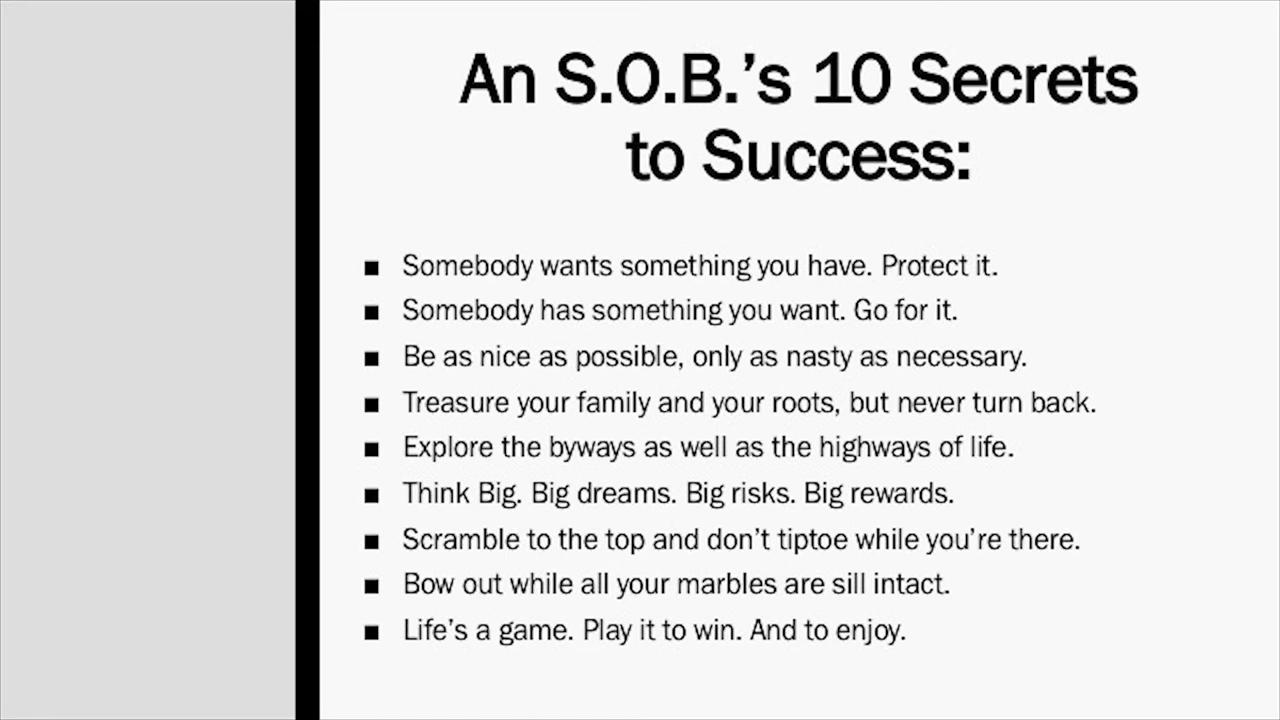 An S.O.B.’s 10 Secrets
to Success:
▪ Somebody wants something you have. Protect it.
▪ Somebody has something you want. Go for it.
▪ Be as nice as possible, only as nasty as necessary.
▪ Treasure your family and your roots, but never turn back.
▪ Explore the byways as well as the highways of life.
▪ Think Big. Big dreams. Big risks. Big rewards.
▪ Scramble to the top and don’t tiptoe while you’re there.
▪ Bow out while all your marbles are sill intact.
▪ Life’s a game. Play it to win. And to enjoy.